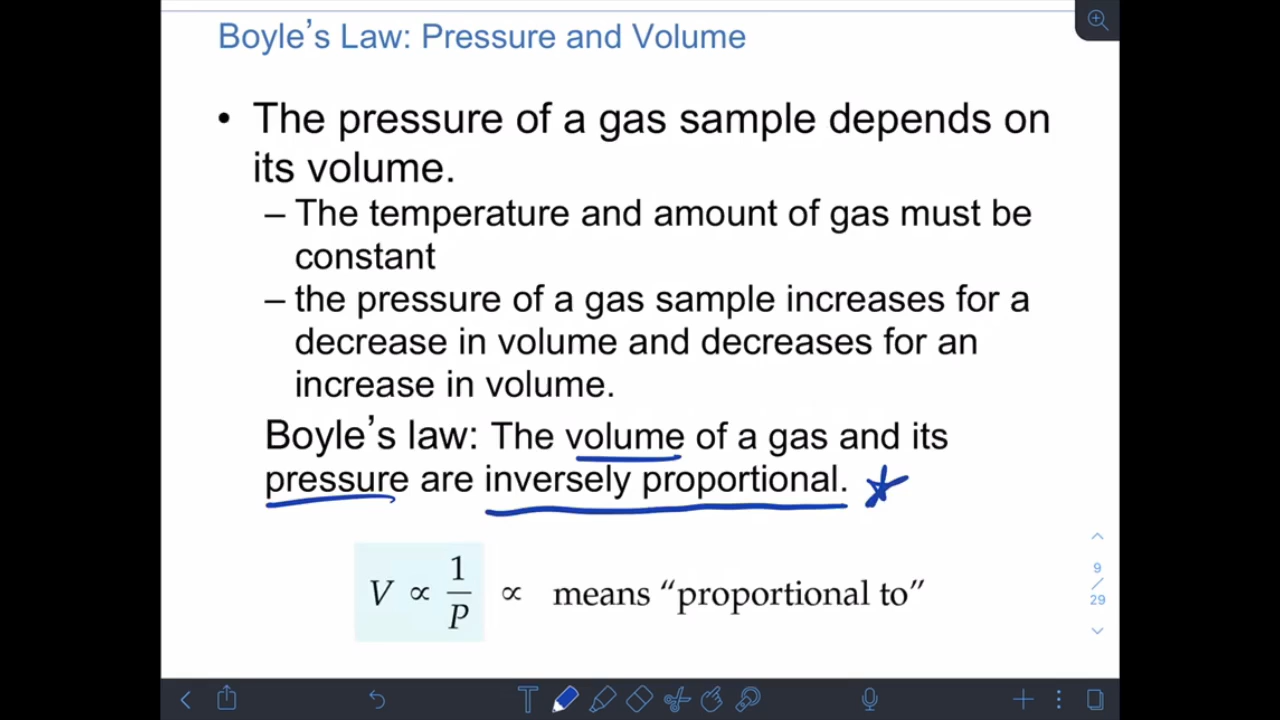 Boyle’s Law: Pressure and Volume
• The pressure of a gas sample depends on
its volume.
– The temperature and amount of gas must be
constant
– the pressure of a gas sample increases for a
decrease in volume and decreases for an
increase in volume.
Boyle’s law: The volume of a gas and its
pressure are inversely proportional.
V ∝ 1/P ∝ means “proportional to”
9
/
29